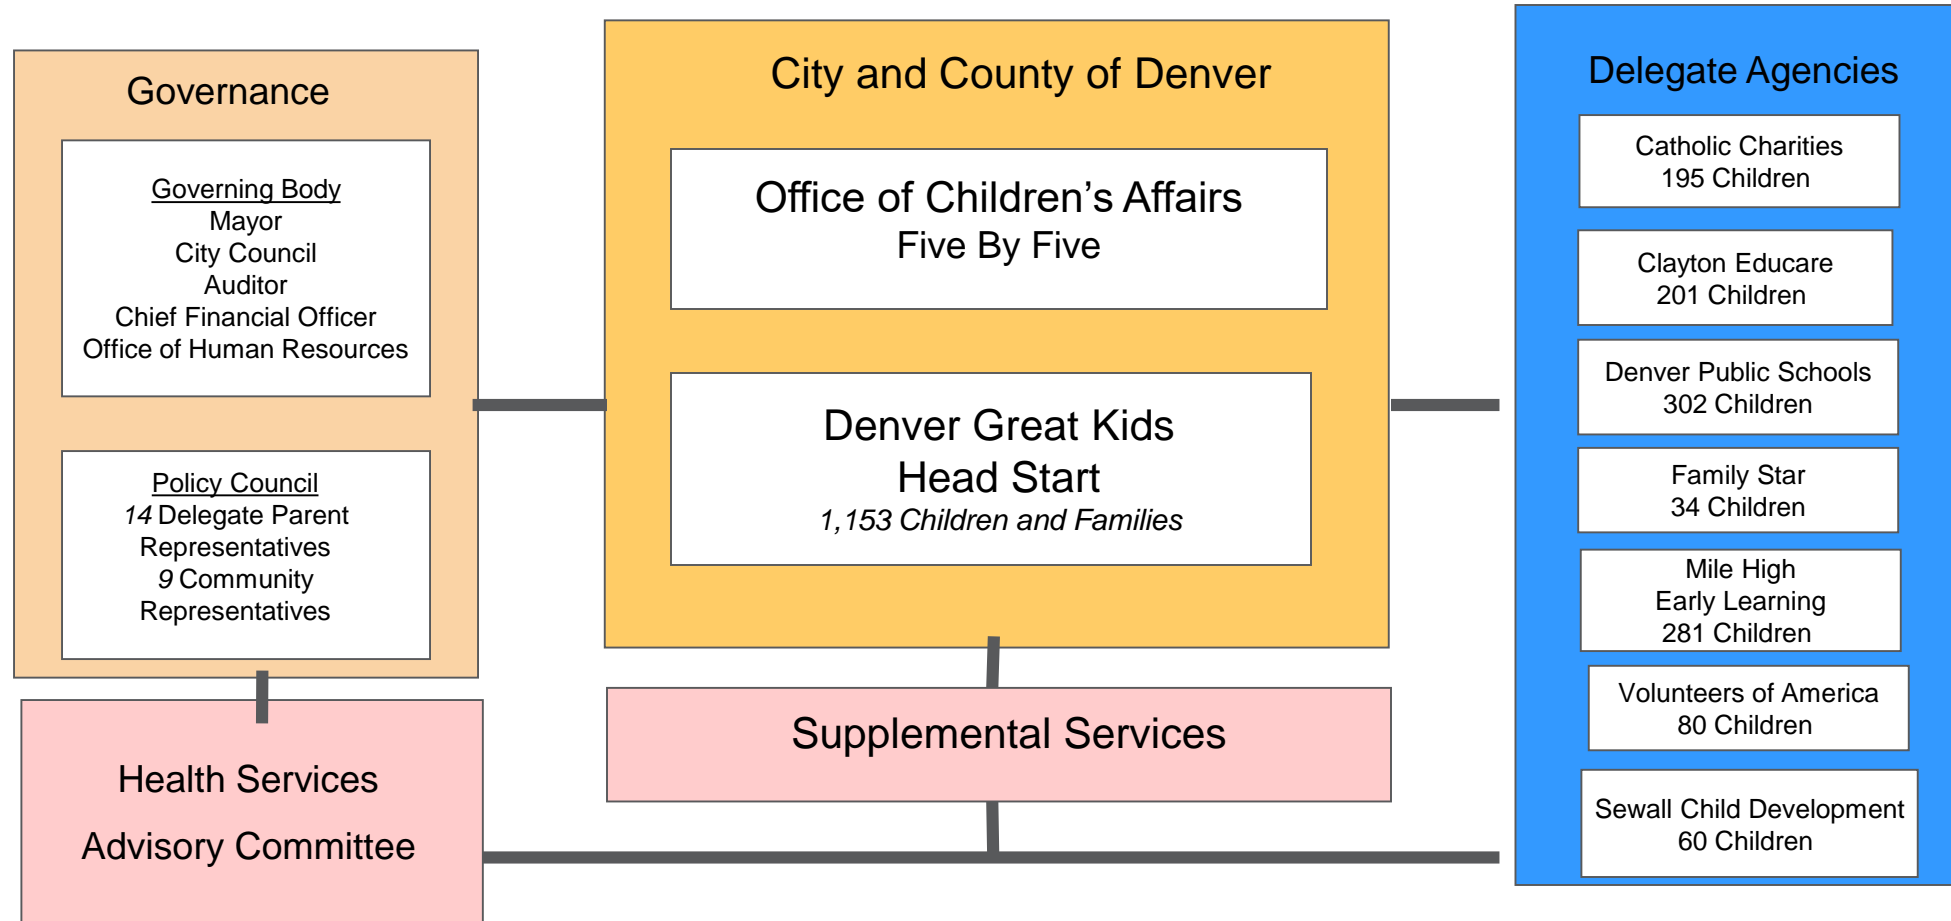 Governance
Governing Body
Mayor
City Council
Auditor
Chief Financial Officer
Office of Human Resources
Policy Council
14 Delegate Parent
Representatives
9 Community
Representatives
Health Services
Advisory Committee
City and County of Denver
Office of Children’s Affairs
Five By Five
Denver Great Kids
Head Start
1,153 Children and Families
Supplemental Services
Delegate Agencies
Catholic Charities
195 Children
Clayton Educare
201 Children
Denver Public Schools
302 Children
Family Star
34 Children
Mile High
Early Learning
281 Children
Volunteers of America
80 Children
Sewall Child Development
60 Children